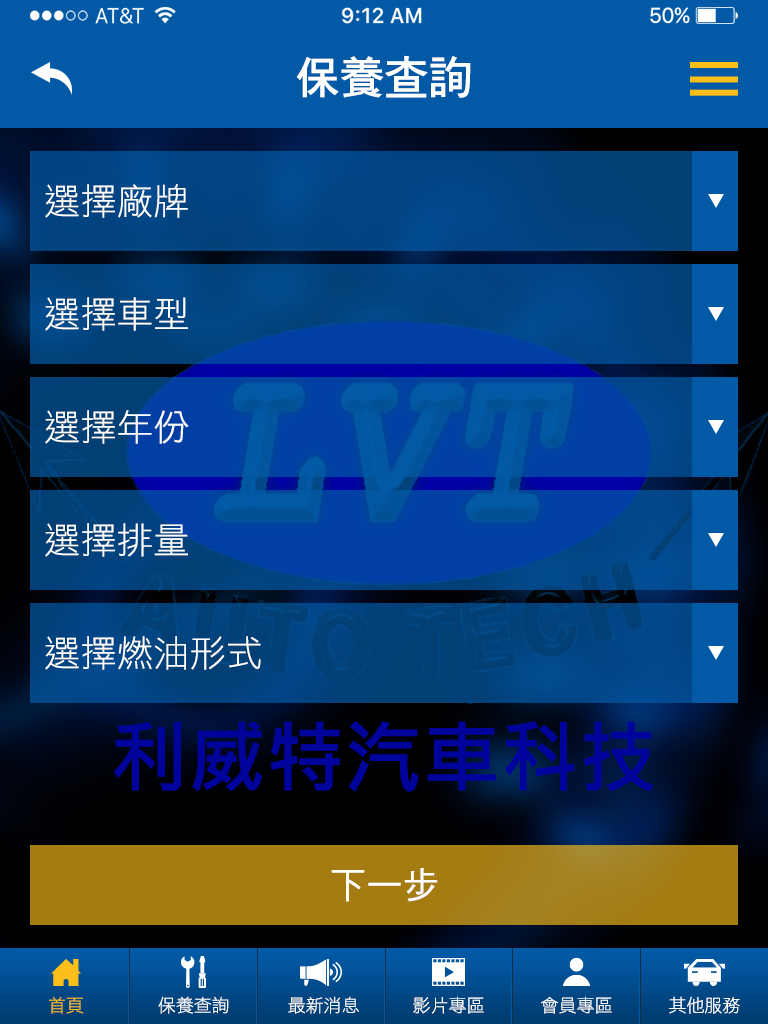 AT&T 9:12 AM 50%
保養查詢
選擇廠牌
選擇車型
選擇年份
LVT
選擇排量
AUTO TECH
選擇燃油形式
利威特汽車科技
下一步
首頁 保養查詢 最新消息 影片專區 會員專區 其他服務